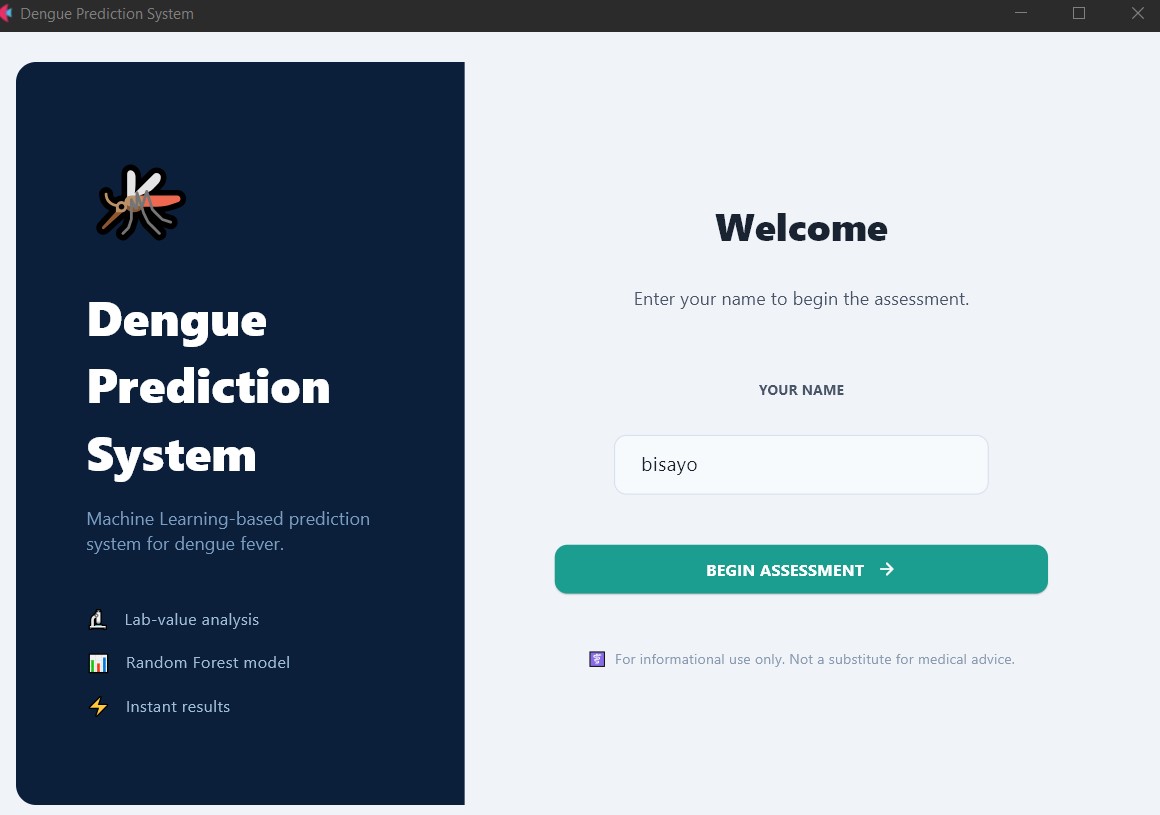 Dengue Prediction System
Dengue
Prediction
System
Machine Learning-based prediction
system for dengue fever.
Lab-value analysis
Random Forest model
Instant results
Welcome
Enter your name to begin the assessment.
YOUR NAME
bisayo
BEGIN ASSESSMENT →
For informational use only. Not a substitute for medical advice.